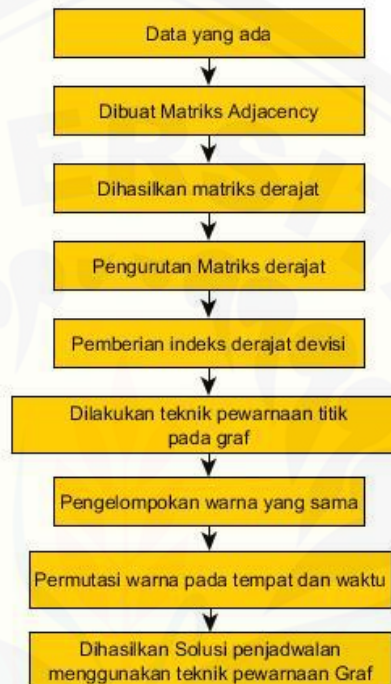 Data yang ada
Dibuat Matriks Adjacency
Dihasilkan matriks derajat
Pengurutan Matriks derajat
Pemberian indeks derajat devisi
Dilakukan teknik pewarnaan titik
pada graf
Pengelompokan warna yang sama
Permutasi warna pada tempat dan waktu
Dihasilkan Solusi penjadwalan
menggunakan teknik pewarnaan Graf